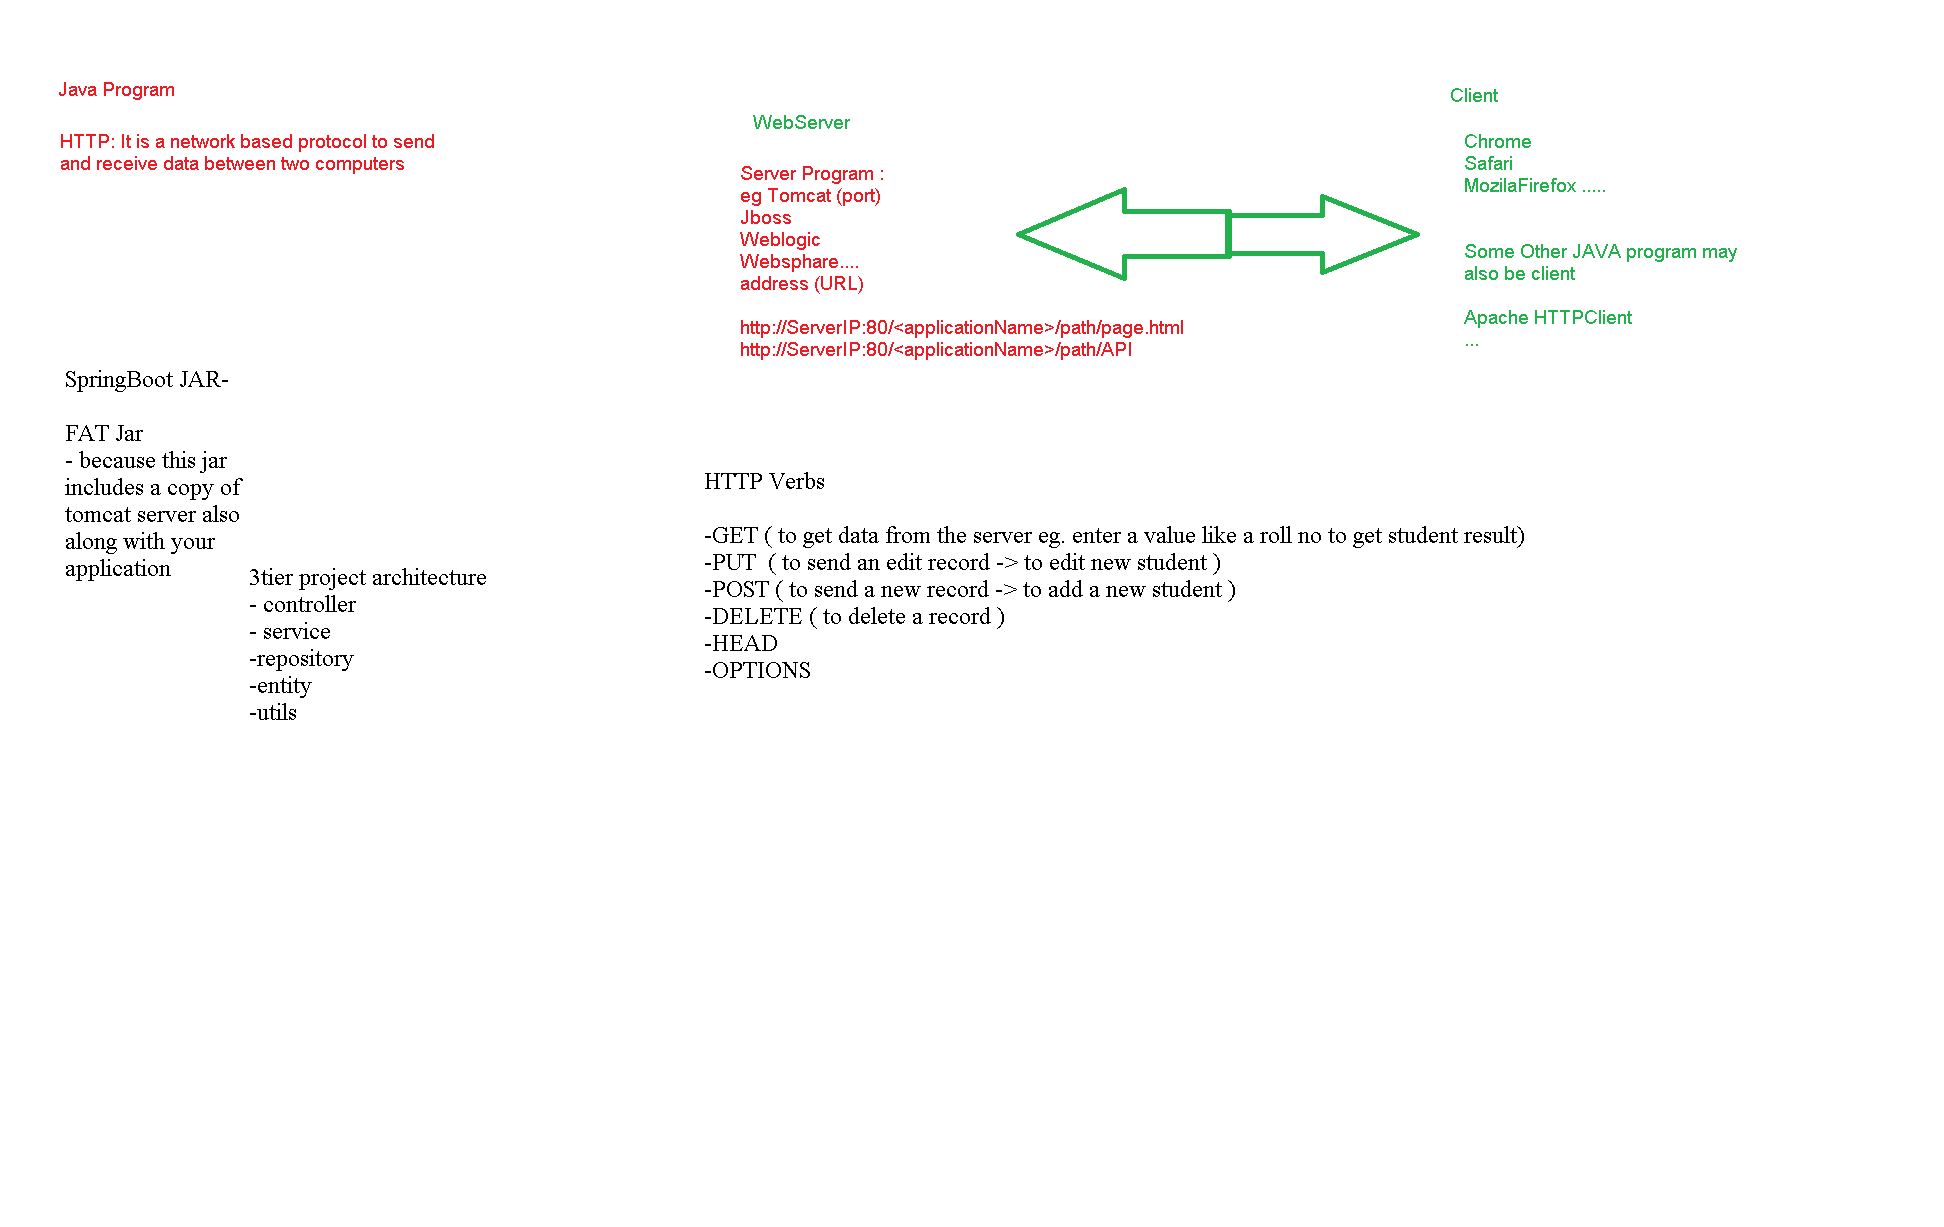 Java Program
HTTP: It is a network based protocol to send
and receive data between two computers
WebServer
Server Program :
eg Tomcat (port)
Jboss
Weblogic
Websphare....
address (URL)
http://ServerIP:80/<applicationName>/path/page.html
http://ServerIP:80/<applicationName>/path/API
Client
Chrome
Safari
MozilaFirefox .....
Some Other JAVA program may
also be client
Apache HTTPClient
...
SpringBoot JAR-
FAT Jar
- because this jar
includes a copy of
tomcat server also
along with your
application
3tier project architecture
- controller
- service
-repository
-entity
-utils
HTTP Verbs
-GET ( to get data from the server eg. enter a value like a roll no to get student result)
-PUT  ( to send an edit record -> to edit new student )
-POST ( to send a new record -> to add a new student )
-DELETE ( to delete a record )
-HEAD
-OPTIONS